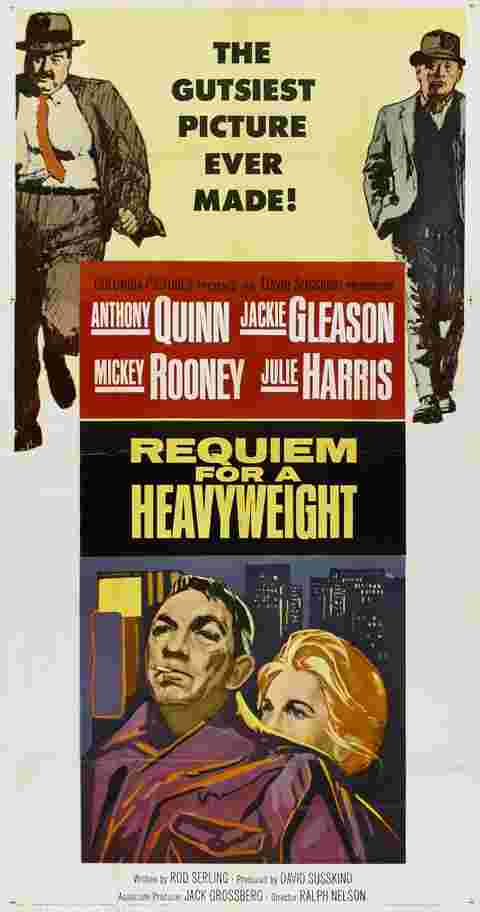 THE
GUTSIEST
PICTURE
EVER
MADE!
COLUMBIA PICTURES PRESENTS THE DAVID SUSSKIND PRODUCTION
ANTHONY QUINN JACKIE GLEASON
MICKEY ROONEY JULIE HARRIS
REQUIEM
FOR A
HEAVYWEIGHT
Written by ROD SERLING · Produced by DAVID SUSSKIND
Associate Producer JACK GROSSBERG · Director RALPH NELSON